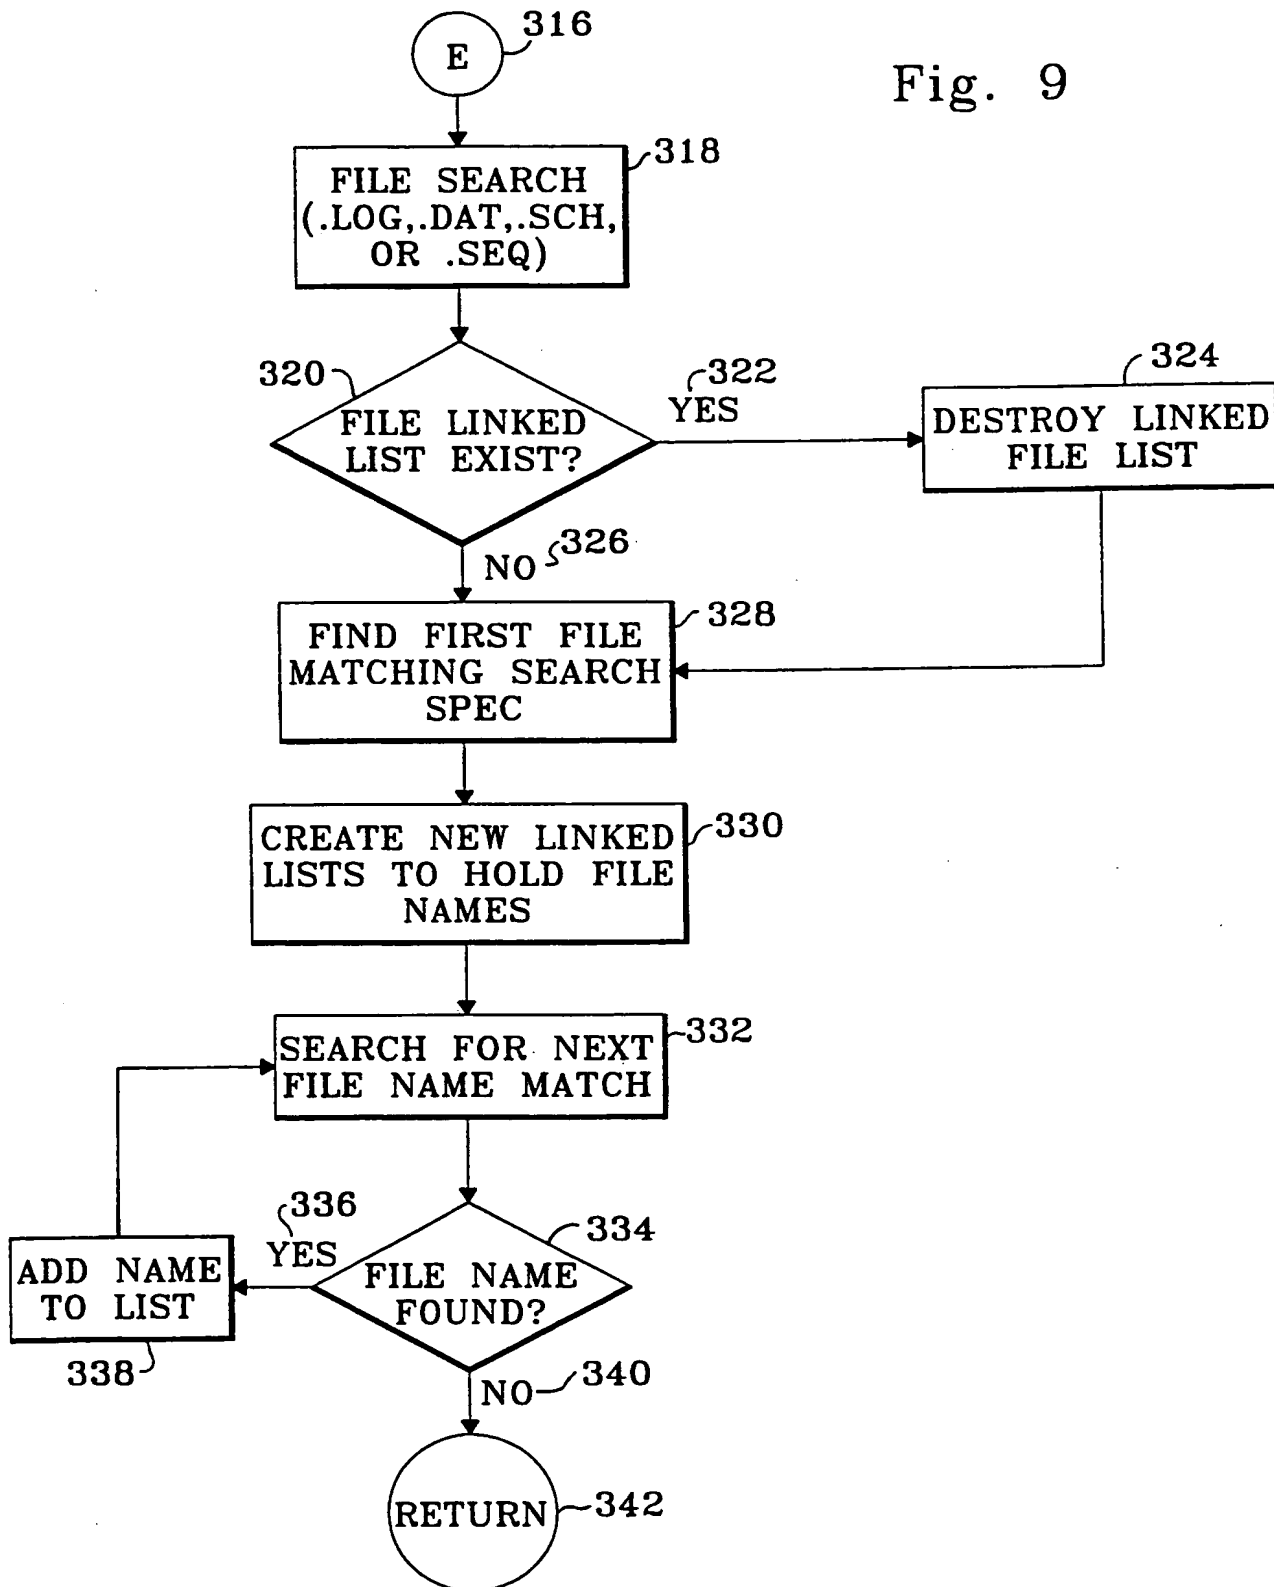 316
E
Fig. 9
318
FILE SEARCH
(.LOG,.DAT,.SCH,
OR .SEQ)
320
322
YES
324
FILE LINKED
LIST EXIST?
DESTROY LINKED
FILE LIST
NO 326
328
FIND FIRST FILE
MATCHING SEARCH
SPEC
330
CREATE NEW LINKED
LISTS TO HOLD FILE
NAMES
332
SEARCH FOR NEXT
FILE NAME MATCH
336
YES
334
ADD NAME
TO LIST
338
FILE NAME
FOUND?
NO 340
RETURN
342